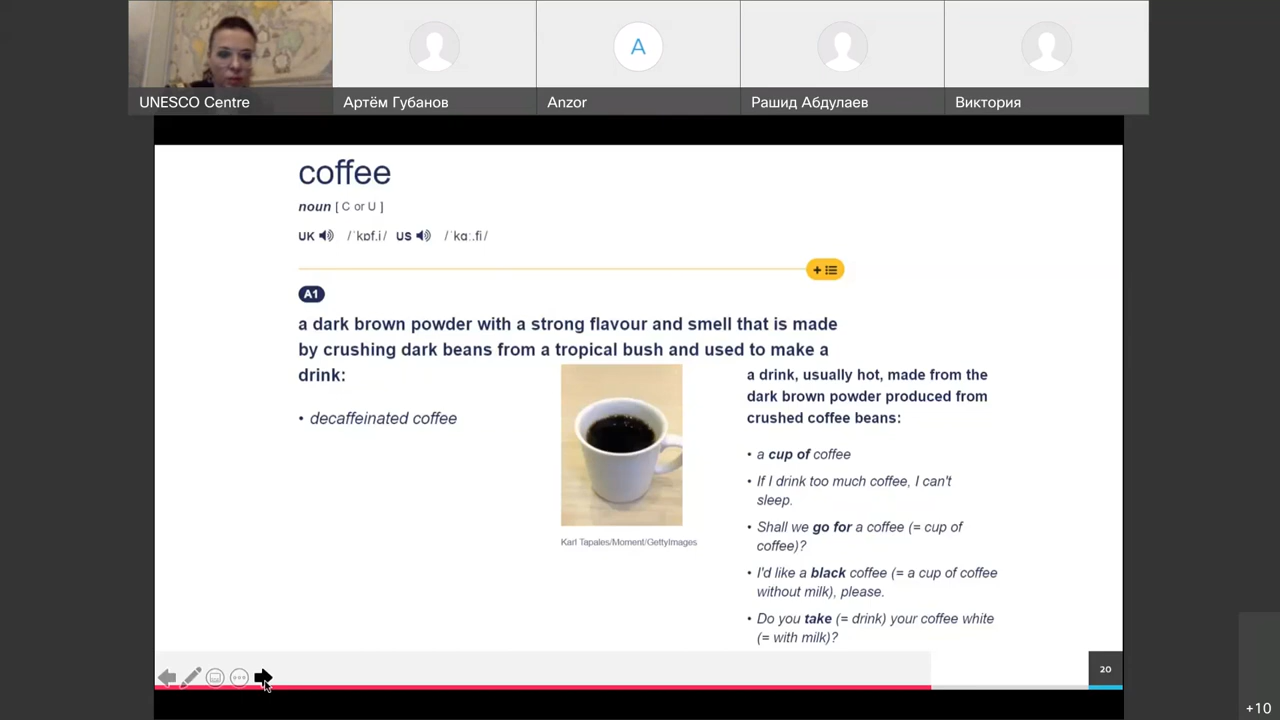 UNESCO Centre
Артём Губанов
A
Anzor
Рашид Абдулаев
Виктория
coffee
noun [ C or U ]
UK /ˈkɒf.i/ US /ˈkɑː.fi/
A1
a dark brown powder with a strong flavour and smell that is made
by crushing dark beans from a tropical bush and used to make a
drink:
• decaffeinated coffee
Karl Tapales/Moment/GettyImages
a drink, usually hot, made from the
dark brown powder produced from
crushed coffee beans:
• a cup of coffee
• If I drink too much coffee, I can't
sleep.
• Shall we go for a coffee (= cup of
coffee)?
• I'd like a black coffee (= a cup of coffee
without milk), please.
• Do you take (= drink) your coffee white
(= with milk)?
20
+10